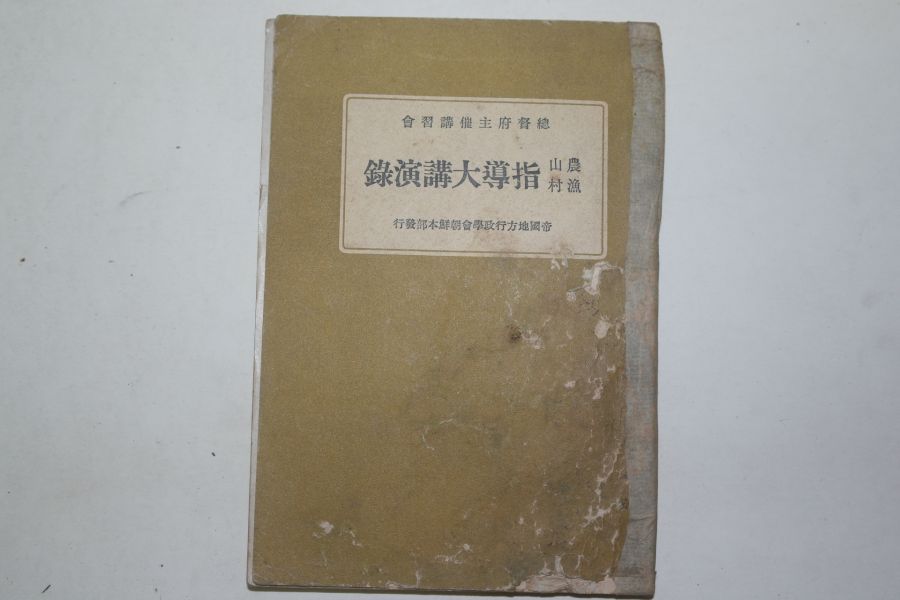 總督府主催講習會
農山漁村指導大講演錄
帝國地方行政學會朝鮮本部發行